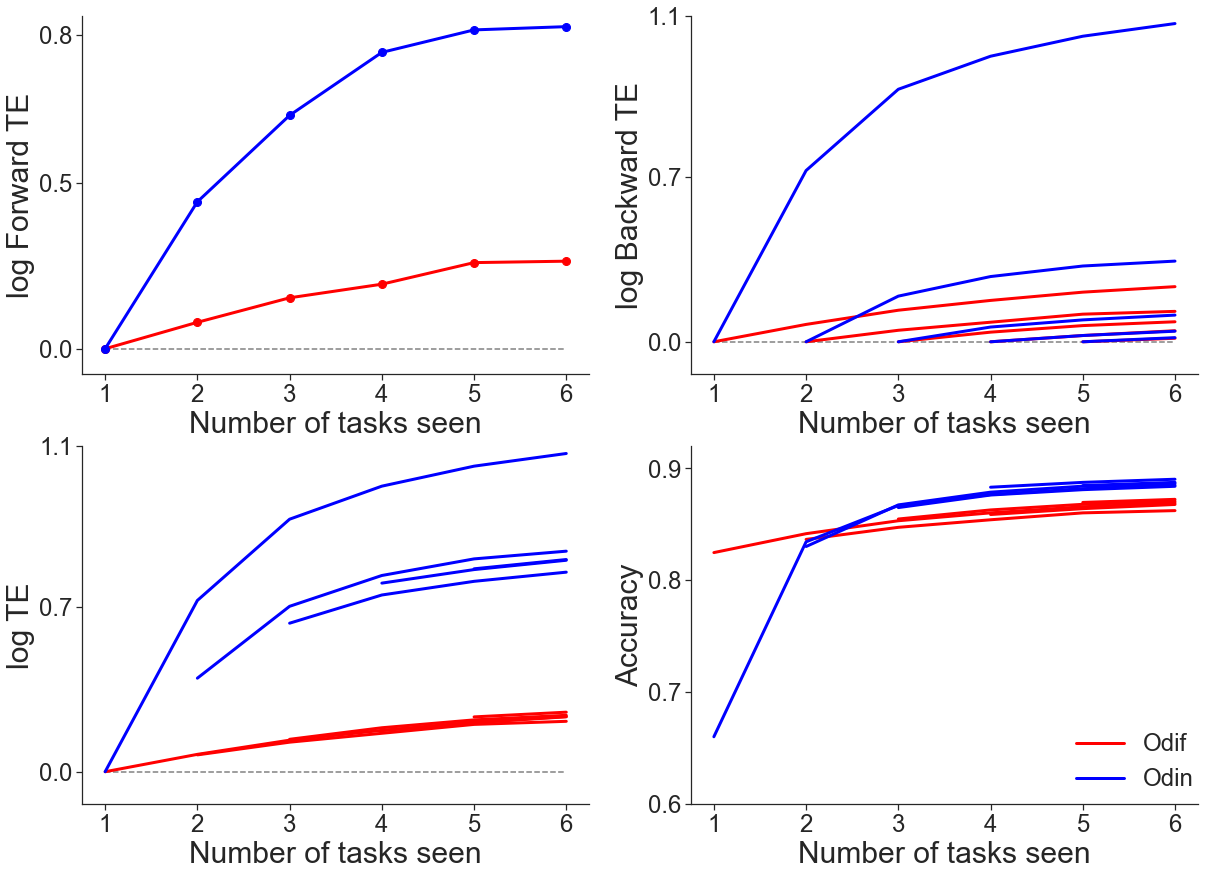 log Forward TE
0.8
0.5
0.0
1 2 3 4 5 6
Number of tasks seen
log Backward TE
1.1
0.7
0.0
1 2 3 4 5 6
Number of tasks seen
log TE
1.1
0.7
0.0
1 2 3 4 5 6
Number of tasks seen
Accuracy
0.9
0.8
0.7
0.6
Odif
Odin
1 2 3 4 5 6
Number of tasks seen